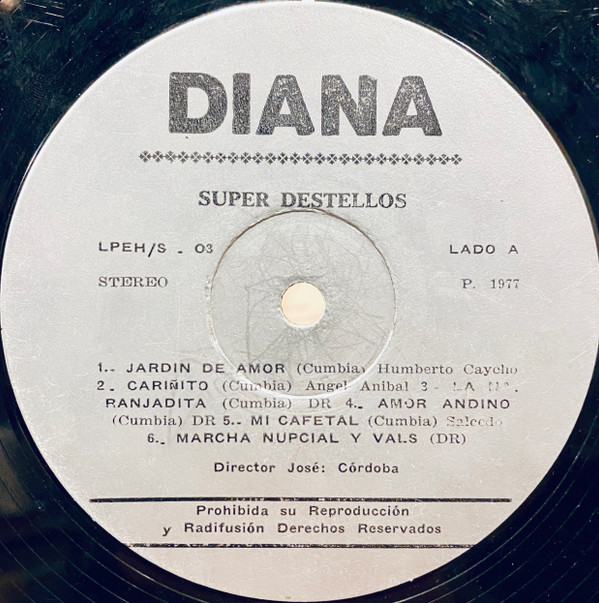 DIANA
SUPER DESTELLOS
LPEH/S - 03 LADO A
STEREO P. 1977
1.. JARDIN DE AMOR (Cumbia) Humberto Caycho
2 - CARIÑITO (Cumbia) Angel Anibal 3 - LA NA.
RANJADITA (Cumbia) DR 4.. AMOR ANDINO
(Cumbia) DR 5.. MI CAFETAL (Cumbia) Salcedo
6.. MARCHA NUPCIAL Y VALS (DR)
Director José: Córdoba
Prohibida su Reproducción
y Radifusión Derechos Reservados